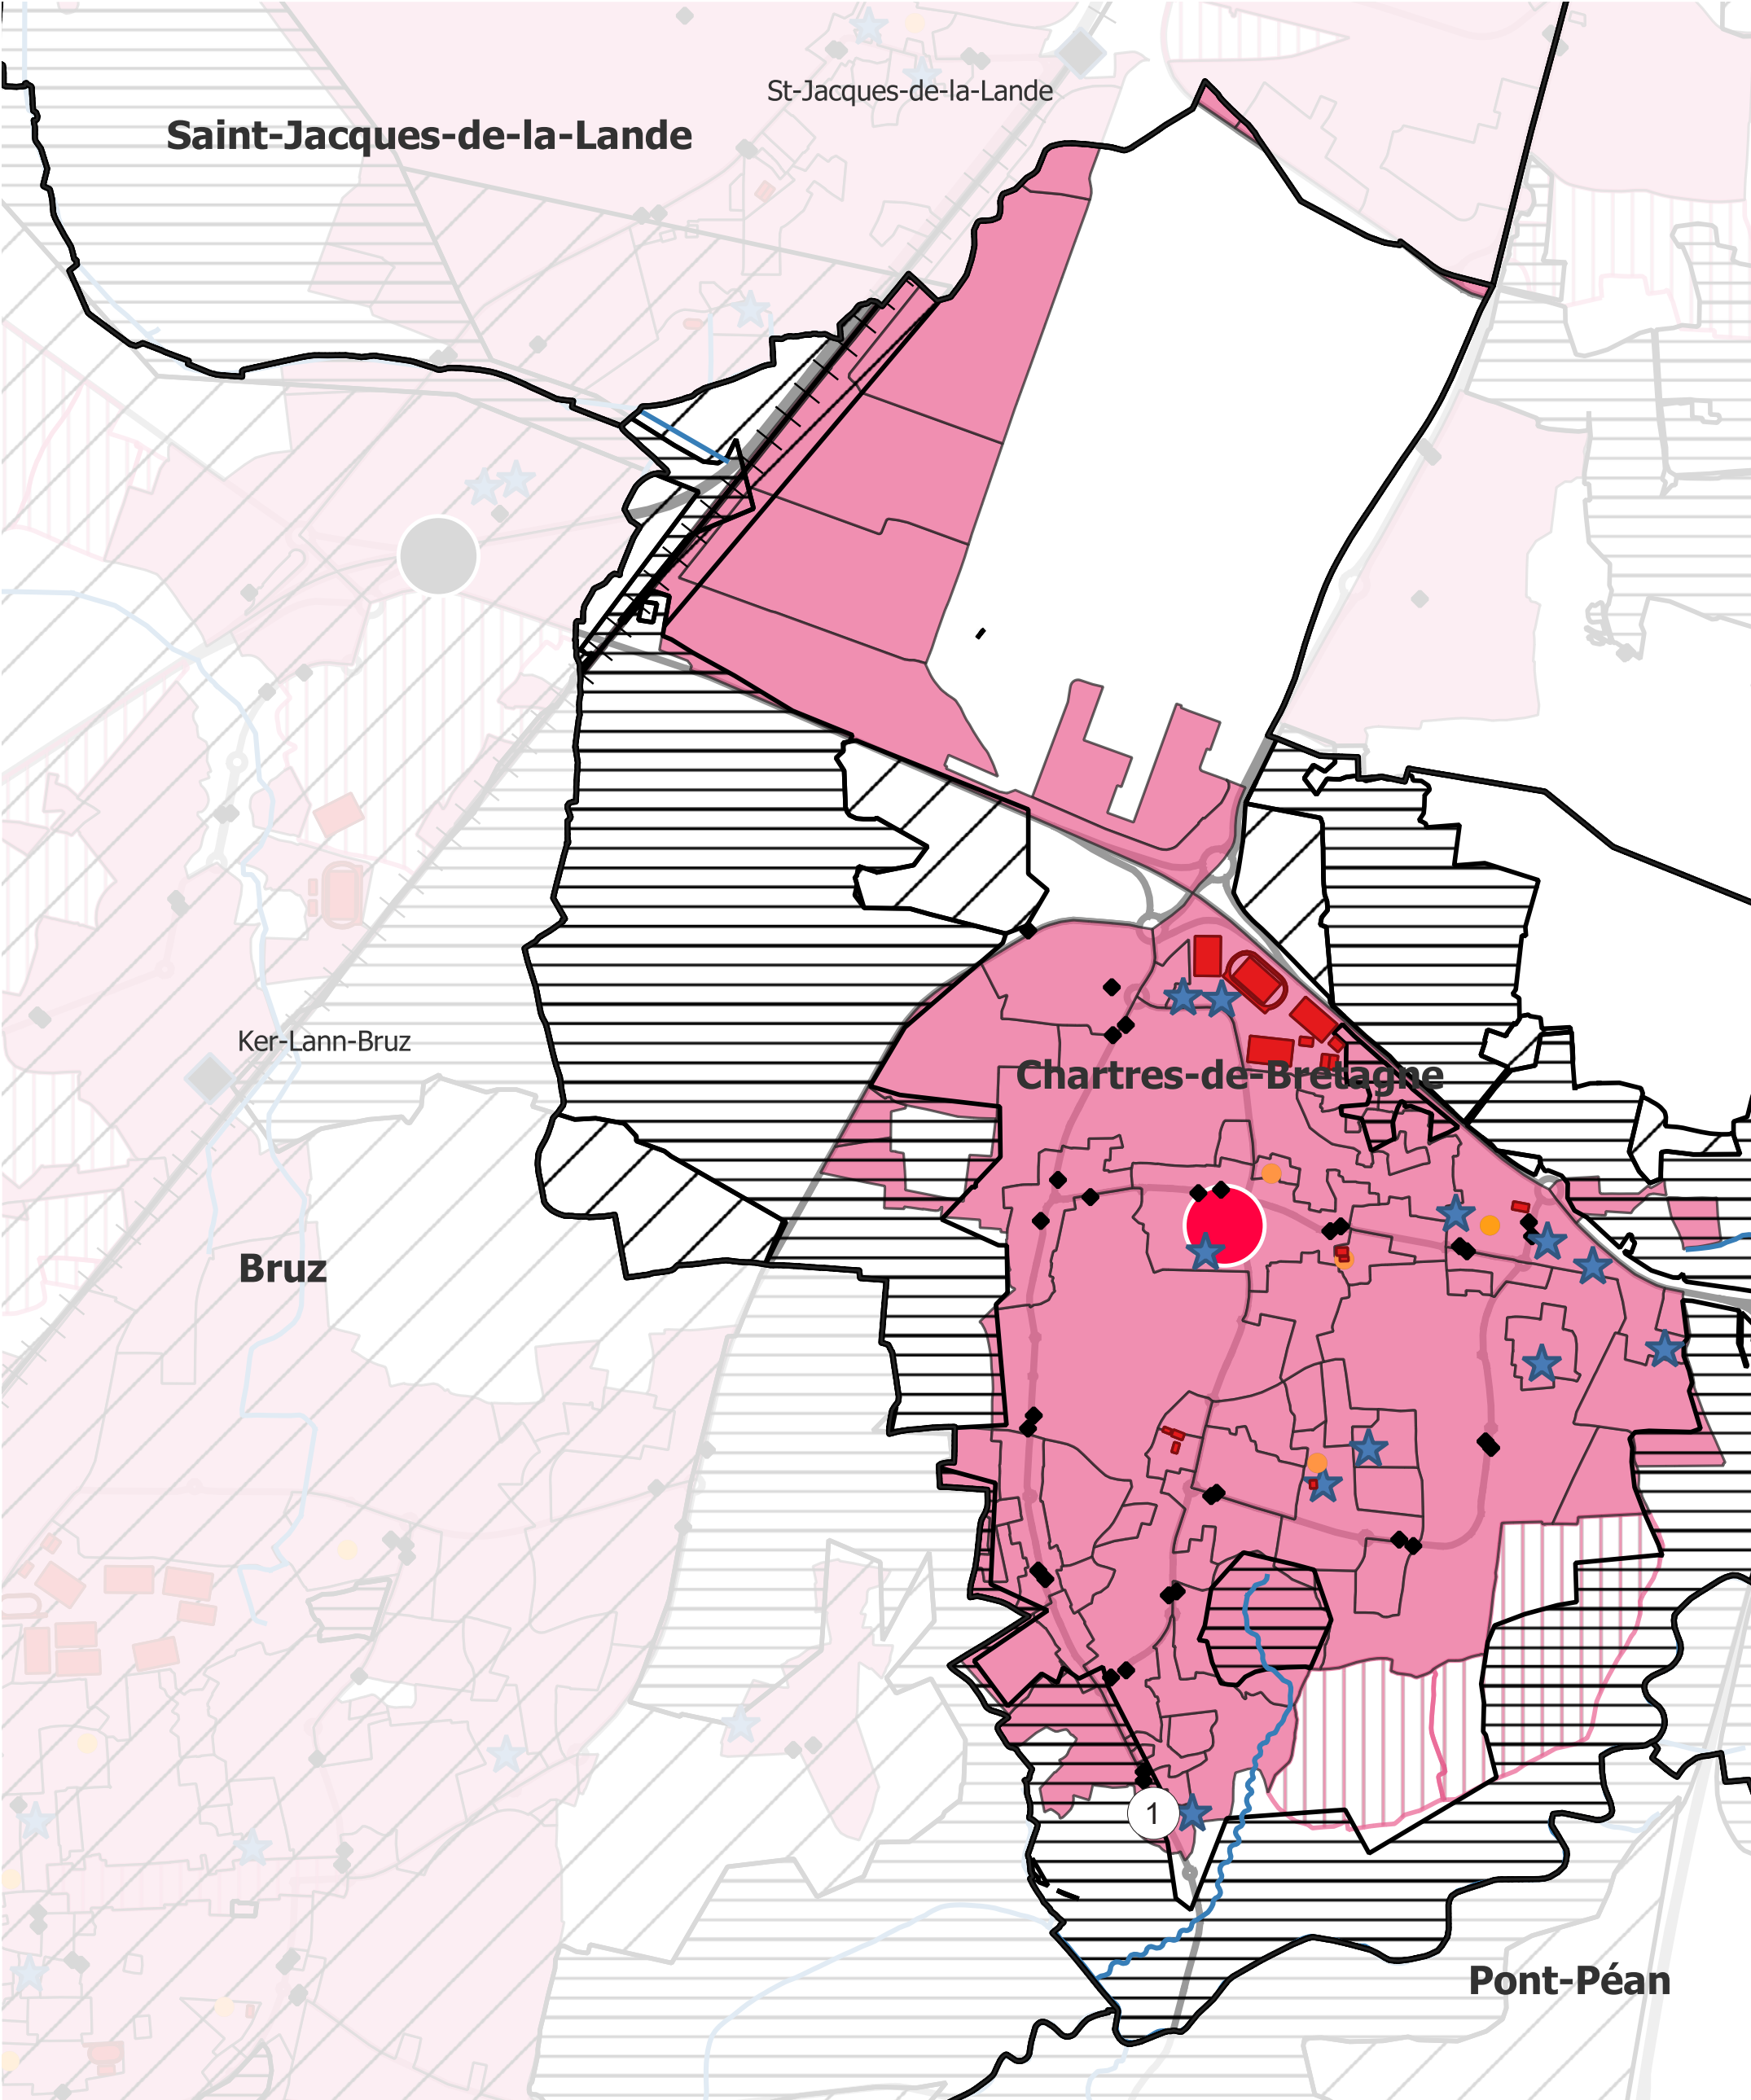 St-Jacques-de-la-Lande
Saint-Jacques-de-la-Lande
Ker-Lann-Bruz
Chartres-de-Bretagne
Bruz
1
Pont-Péan